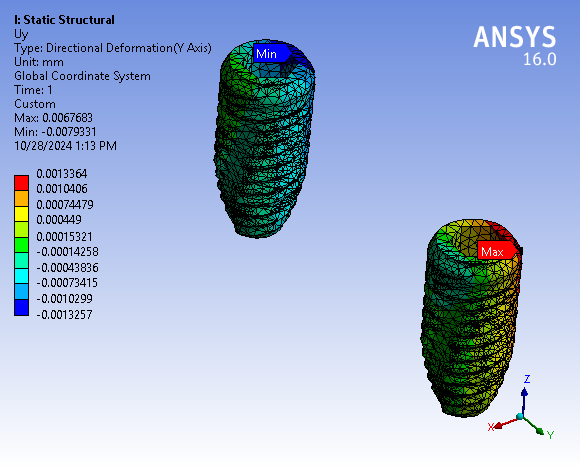 I: Static Structural
Uy
Type: Directional Deformation(Y Axis)
Unit: mm
Global Coordinate System
Time: 1
Custom
Max: 0.0067683
Min: -0.0079331
10/28/2024 1:13 PM
ANSYS
16.0
0.0013364
0.0010406
0.00074479
0.000449
0.00015321
-0.00014258
-0.00043836
-0.00073415
-0.0010299
-0.0013257
Min
Max
Z
X
Y